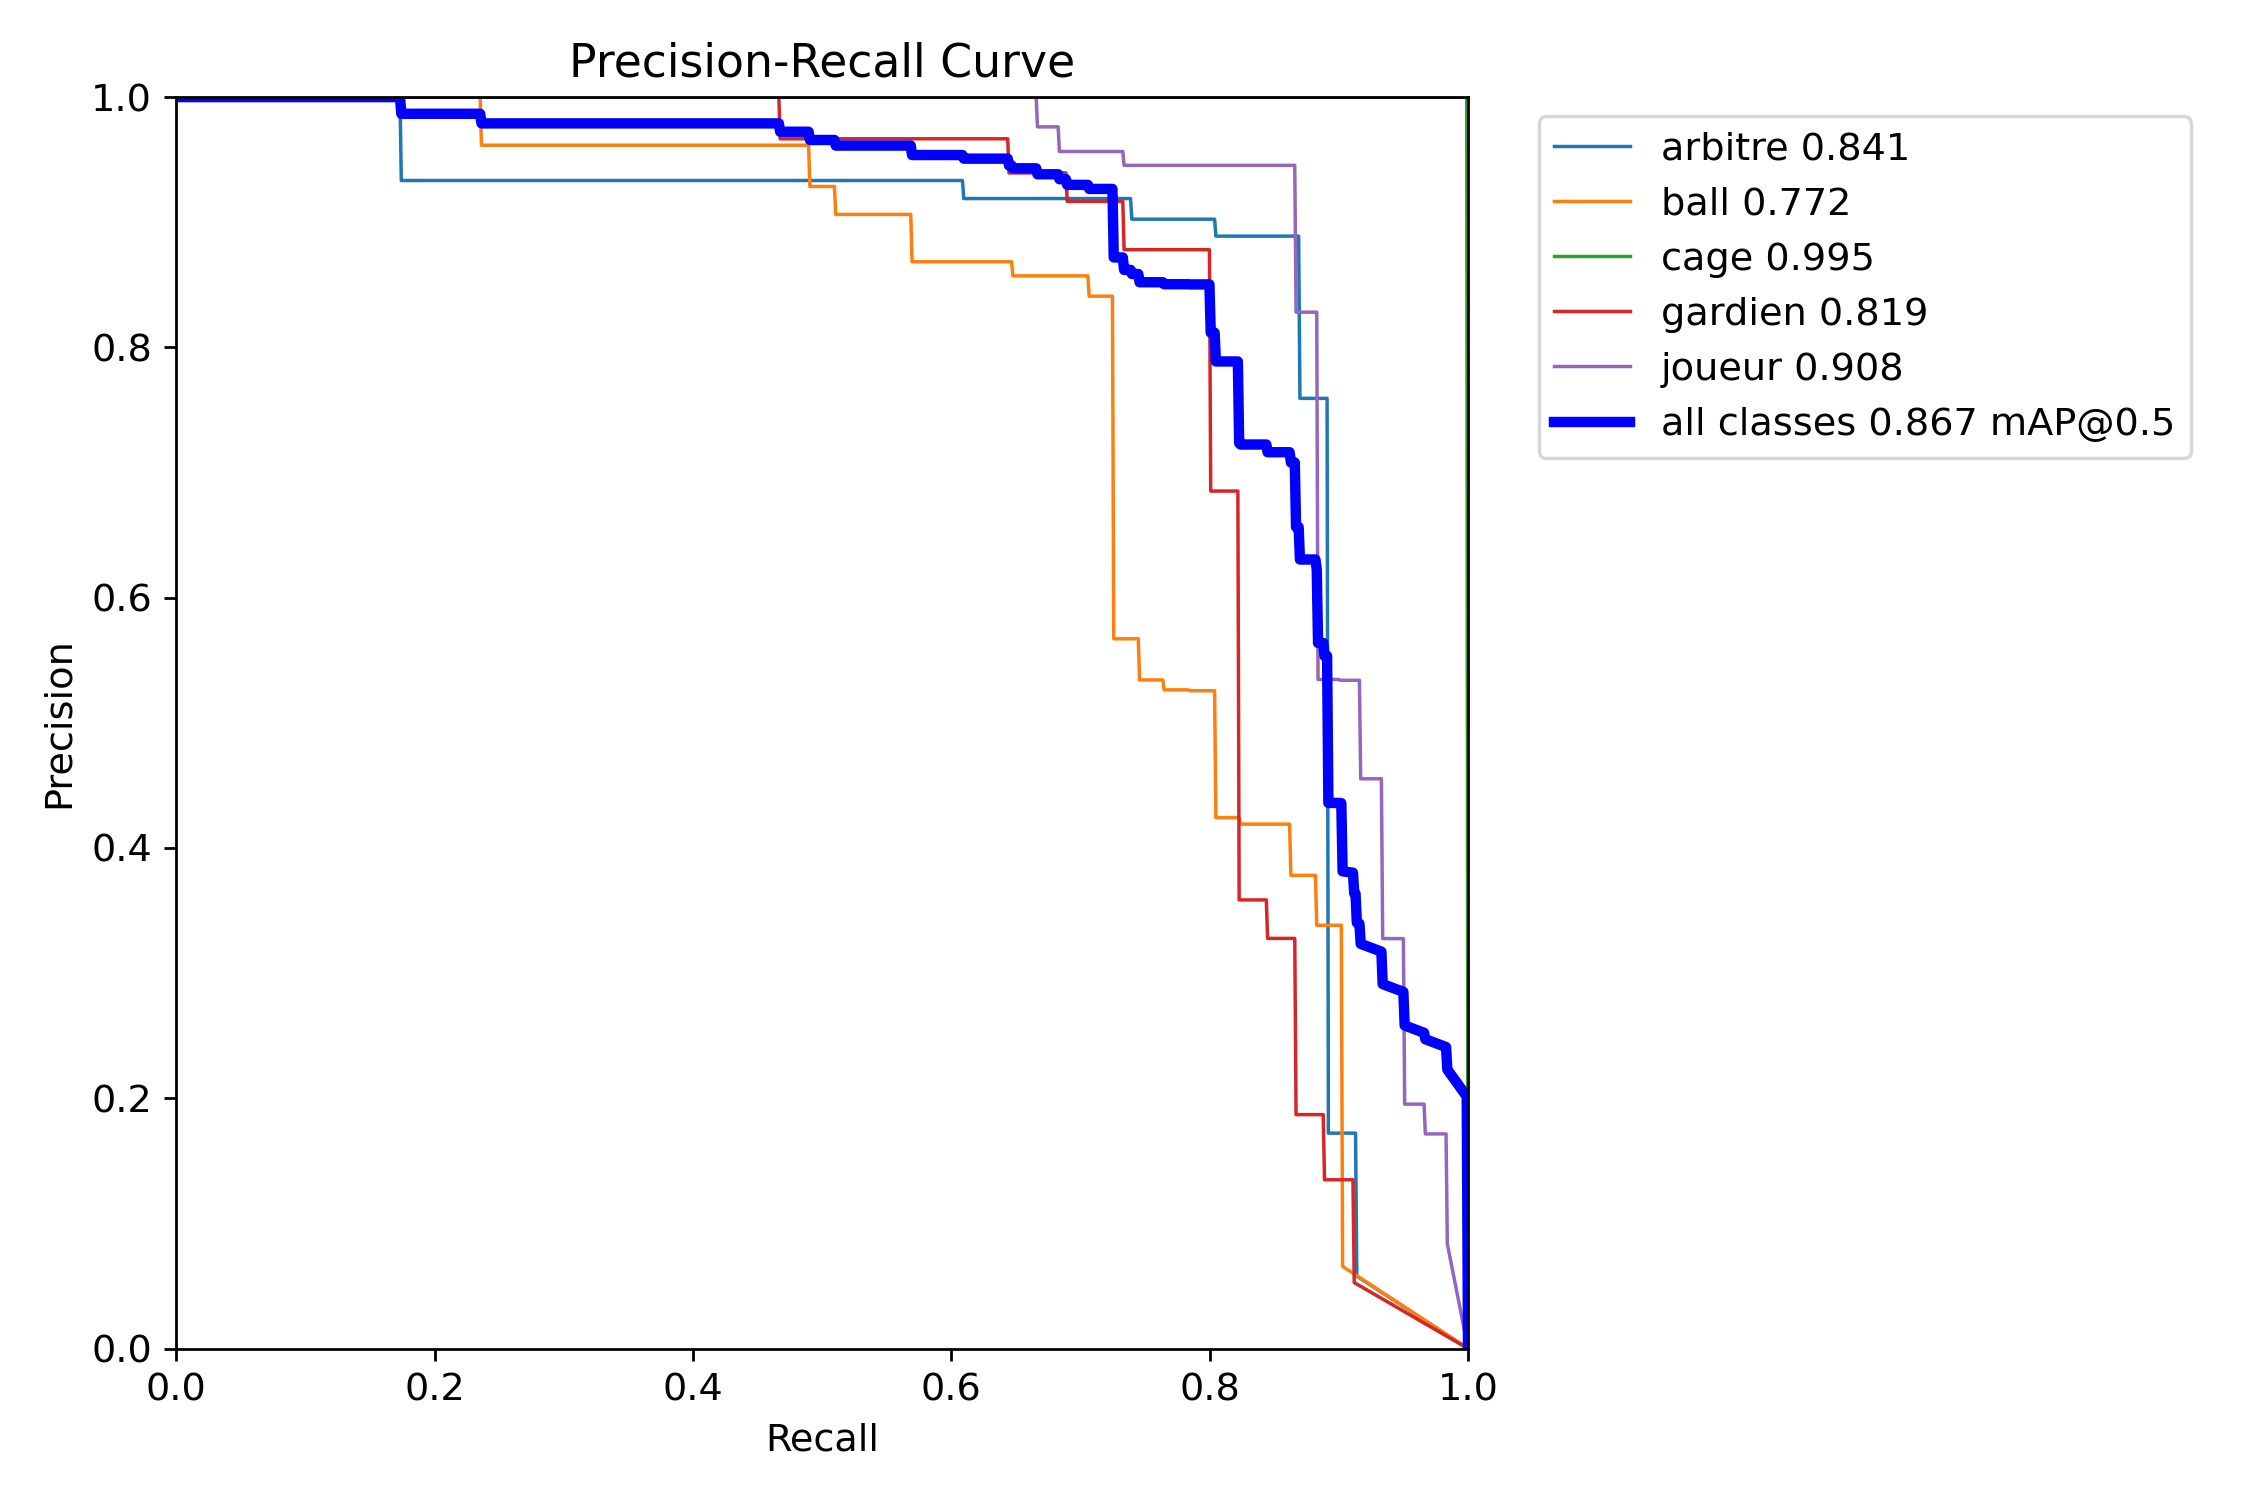 Precision-Recall Curve
1.0
0.8
0.6
0.4
0.2
0.0
Precision
0.0 0.2 0.4 0.6 0.8 1.0
Recall
arbitre 0.841
ball 0.772
cage 0.995
gardien 0.819
joueur 0.908
all classes 0.867 mAP@0.5